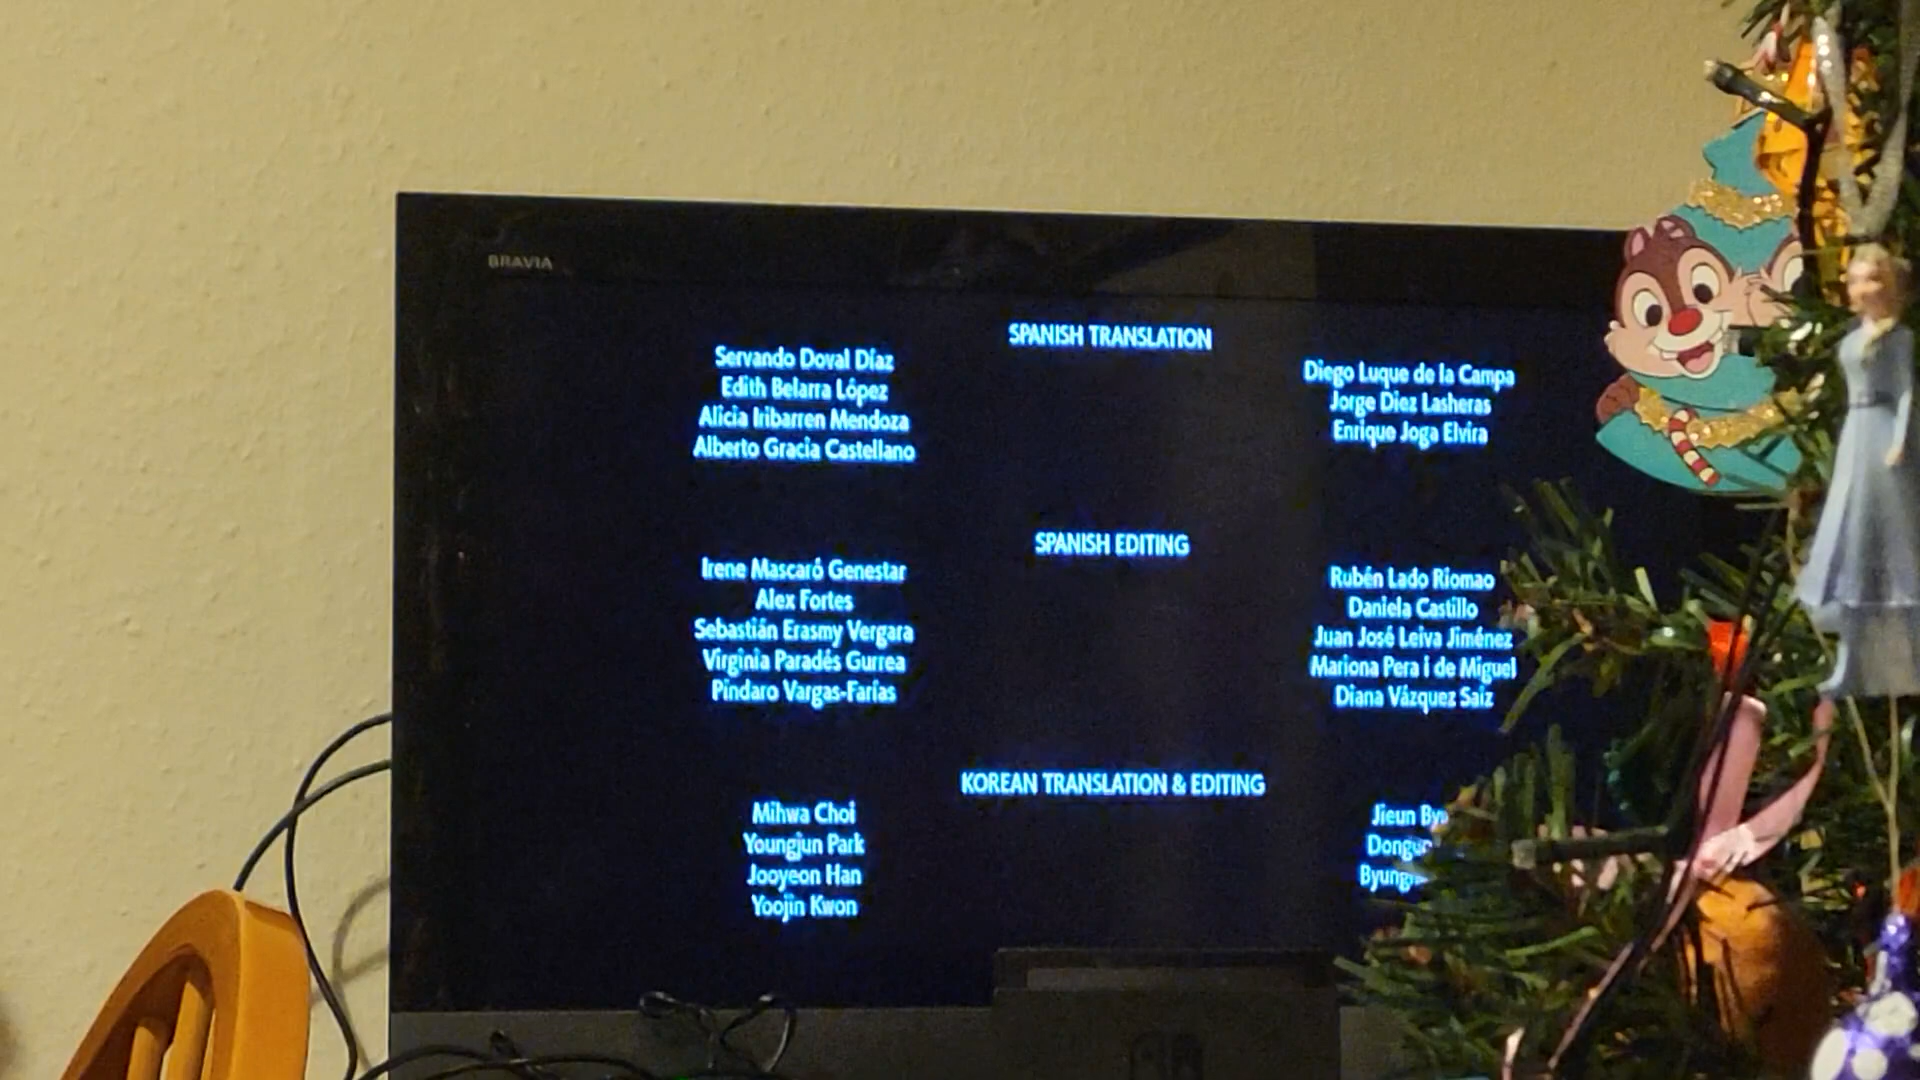 BRAVIA
SPANISH TRANSLATION
Servando Doval Díaz
Edith Belarra López
Alicia Iribarren Mendoza
Alberto Gracia Castellano
Diego Luque de la Campa
Jorge Diez Lasheras
Enrique Joga Elvira
SPANISH EDITING
Irene Mascaró Genestar
Alex Fortes
Sebastián Erasmy Vergara
Virginia Paradés Gurrea
Píndaro Vargas-Farías
Rubén Lado Riomao
Daniela Castillo
Juan José Leiva Jiménez
Mariona Pera i de Miguel
Diana Vázquez Saiz
KOREAN TRANSLATION & EDITING
Mihwa Choi
Youngjun Park
Jooyeon Han
Yoojin Kwon
Jieun